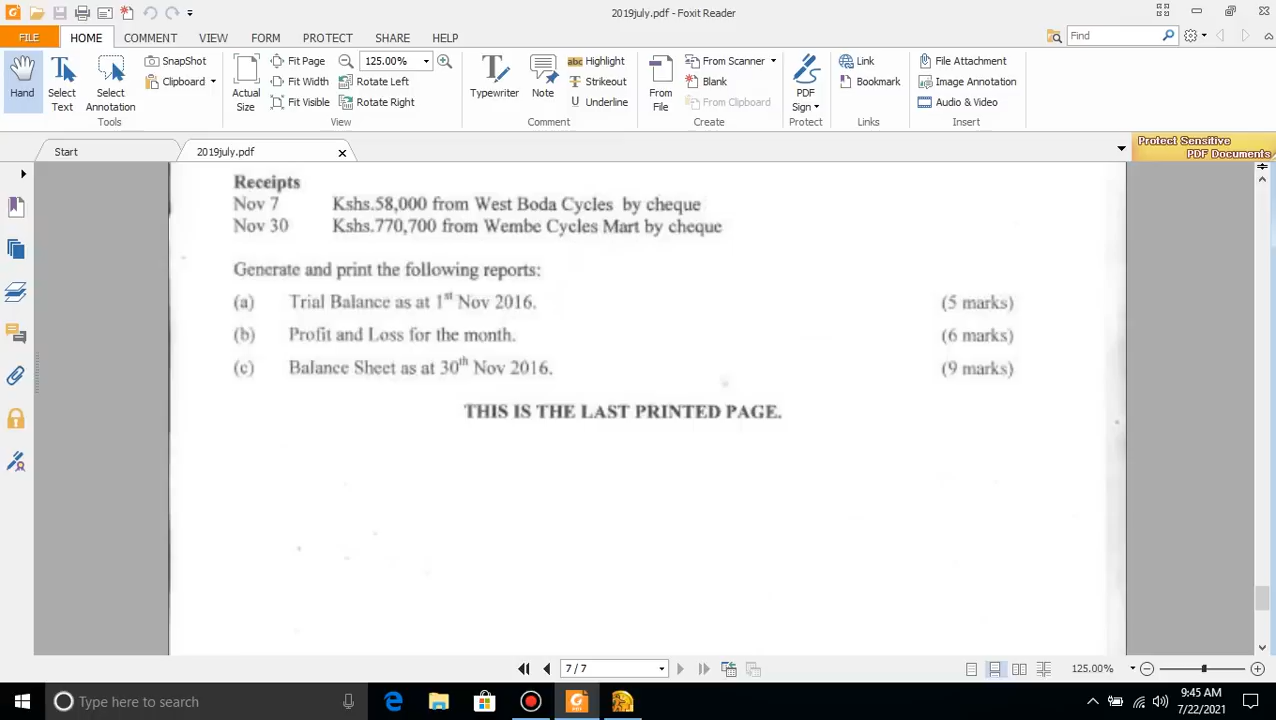 2019july.pdf - Foxit Reader
FILE HOME COMMENT VIEW FORM PROTECT SHARE HELP Find
Hand Select Text SnapShot Clipboard Select Annotation
Actual Size Fit Page Fit Width Fit Visible 125.00% Rotate Left Rotate Right
Typewriter Note Highlight Strikeout Underline
From File From Scanner Blank From Clipboard
PDF Sign Link Bookmark File Attachment Image Annotation Audio & Video
Tools View Comment Create Protect Links Insert
Start 2019july.pdf Protect Sensitive
PDF Documents
Receipts
Nov 7 Kshs.58,000 from West Boda Cycles by cheque
Nov 30 Kshs.770,700 from Wembe Cycles Mart by cheque
Generate and print the following reports:
(a) Trial Balance as at 1st Nov 2016. (5 marks)
(b) Profit and Loss for the month. (6 marks)
(c) Balance Sheet as at 30th Nov 2016. (9 marks)
THIS IS THE LAST PRINTED PAGE.
7 / 7 125.00%
Type here to search 9:45 AM
7/22/2021